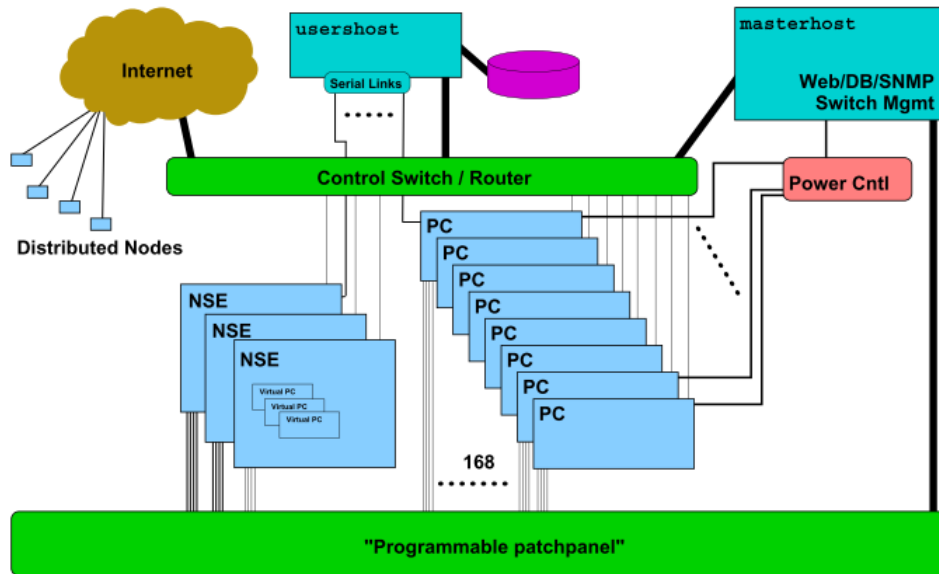 usershost
masterhost
Internet
Serial Links
Web/DB/SNMP
Switch Mgmt
Control Switch / Router
Power Cntl
Distributed Nodes
PC
PC
PC
PC
PC
PC
PC
PC
NSE
NSE
NSE
Virtual PC
Virtual PC
Virtual PC
168
"Programmable patchpanel"